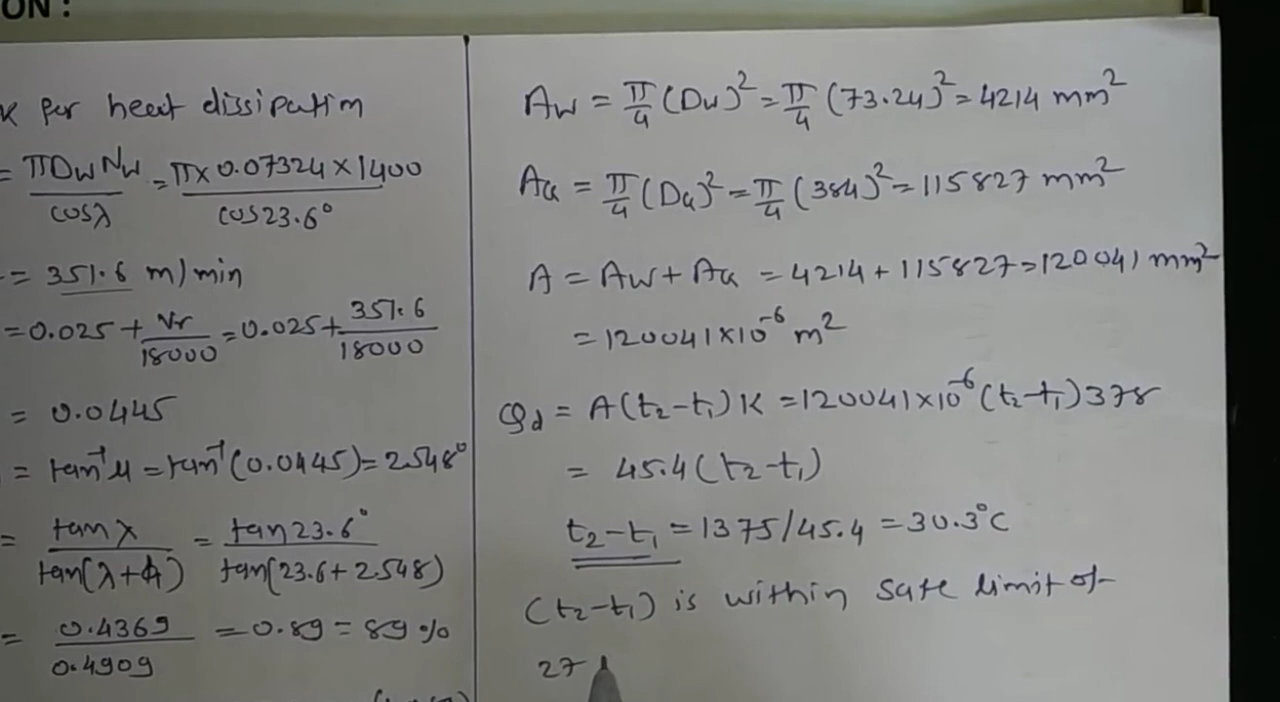 ON :
K for heat dissipation
= πDwNw / cosλ = π × 0.07324 × 1400 / cos23.6°
= 351.6 m/min
= 0.025 + Vr / 18000 = 0.025 + 351.6 / 18000
= 0.0445
= tan⁻¹μ = tan⁻¹(0.0445) = 2.548°
= tanλ / tan(λ+ϕ₁) = tan23.6° / tan(23.6+2.548)
= 0.4369 / 0.4909 = 0.89 = 89%
Aw = π/4 (Dw)² = π/4 (73.24)² = 4214 mm²
AG = π/4 (DG)² = π/4 (384)² = 115827 mm²
A = Aw + AG = 4214 + 115827 = 120041 mm²
= 120041×10⁻⁶ m²
Qd = A(t₂-t₁)K = 120041×10⁻⁶ (t₂-t₁) 378
= 45.4 (t₂-t₁)
t₂-t₁ = 1375/45.4 = 30.3°C
(t₂-t₁) is within safe limit of
27